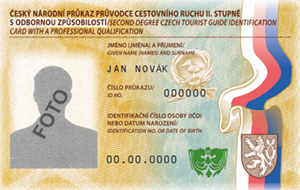 ČESKÝ NÁRODNÍ PRŮKAZ PRŮVODCE CESTOVNÍHO RUCHU II. STUPNĚ
S ODBORNOU ZPŮSOBILOSTÍ/SECOND DEGREE CZECH TOURIST GUIDE IDENTIFICATION
CARD WITH A PROFESSIONAL QUALIFICATION
JMÉNO (JMÉNA) A PŘIJMENÍ/
GIVEN NAME (NAMES) AND SURNAME
JAN NOVÁK
FOTO
ČÍSLO PRŮKAZU/
ID NO.
000000
IDENTIFIKAČNÍ ČÍSLO OSOBY (IČO)
NEBO DATUM NAROZENÍ/
IDENTIFICATION NO. OR DATE OF BIRTH
00.00.0000